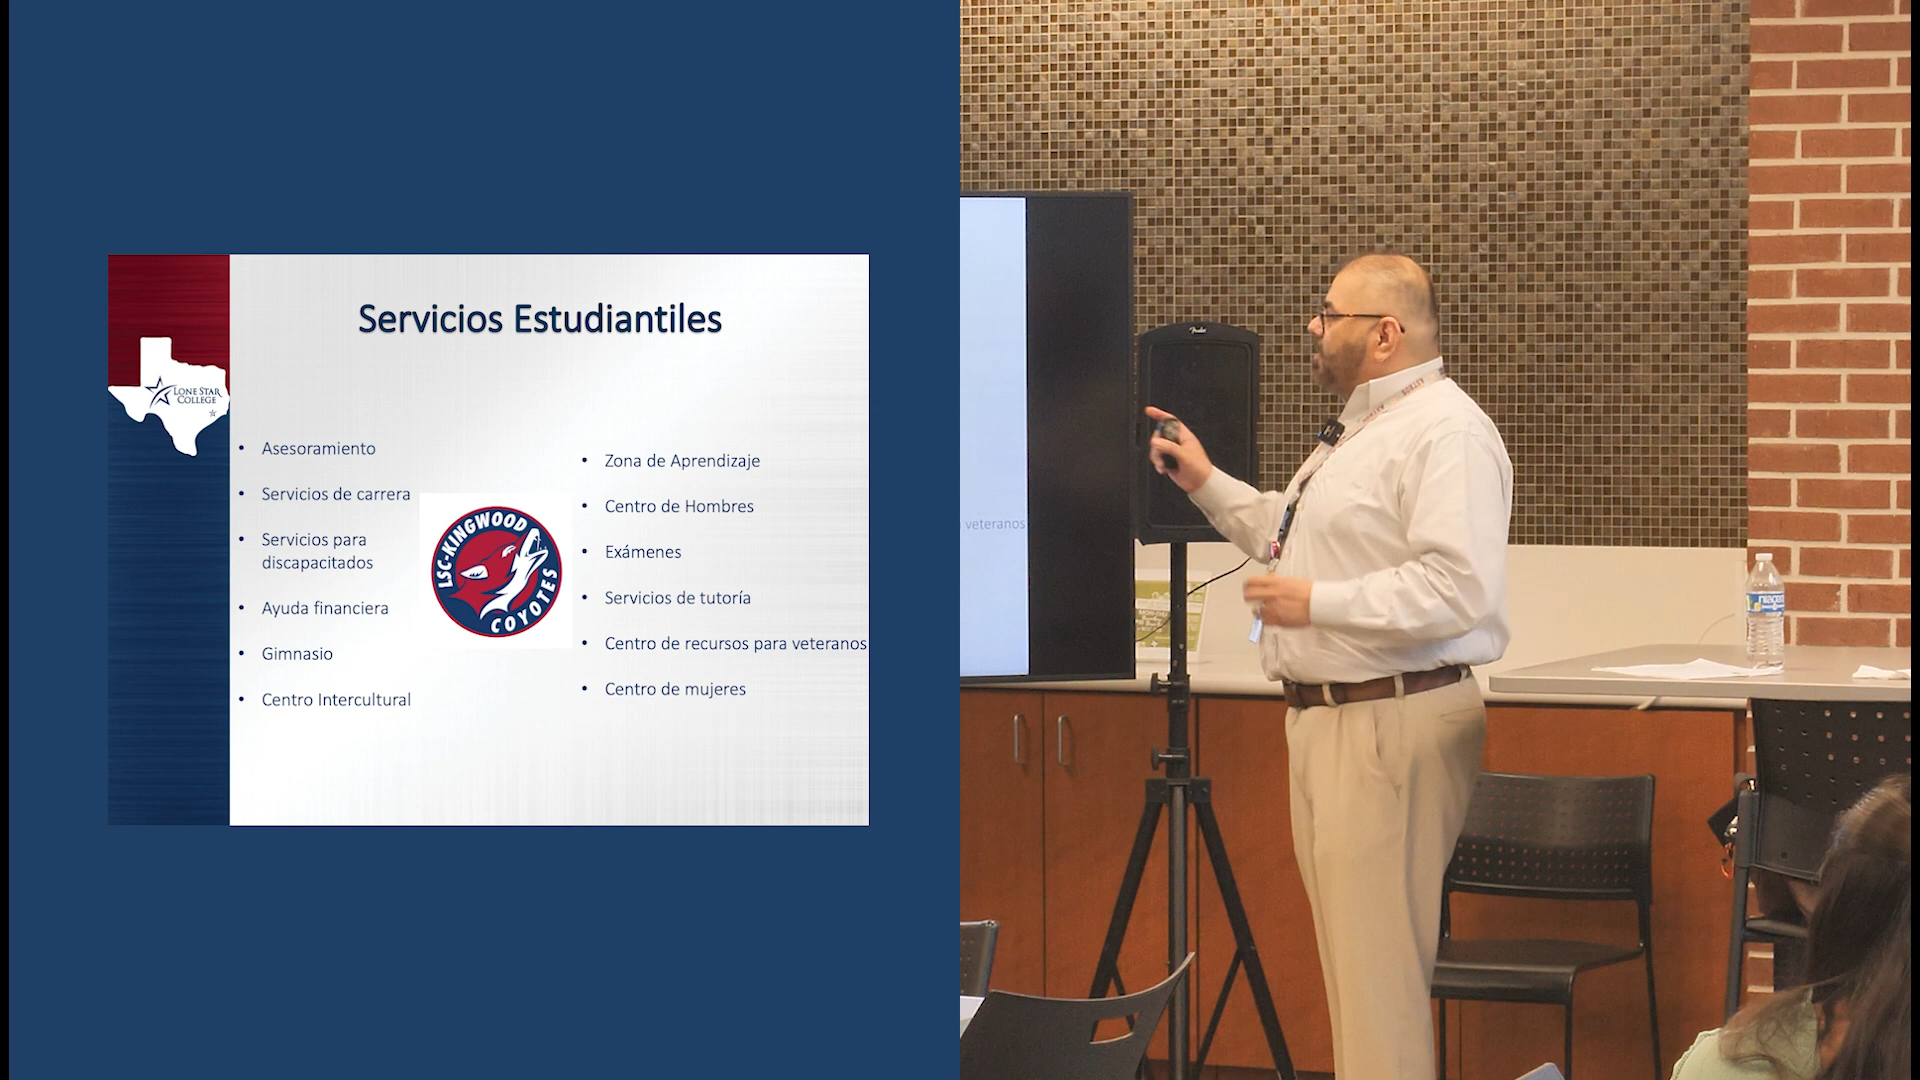 Servicios Estudiantiles
LONE STAR
COLLEGE
• Asesoramiento
• Servicios de carrera
• Servicios para
discapacitados
• Ayuda financiera
• Gimnasio
• Centro Intercultural
LSC-KINGWOOD
COYOTES
• Zona de Aprendizaje
• Centro de Hombres
• Exámenes
• Servicios de tutoría
• Centro de recursos para veteranos
• Centro de mujeres
veteranos
Fender
ASTROS